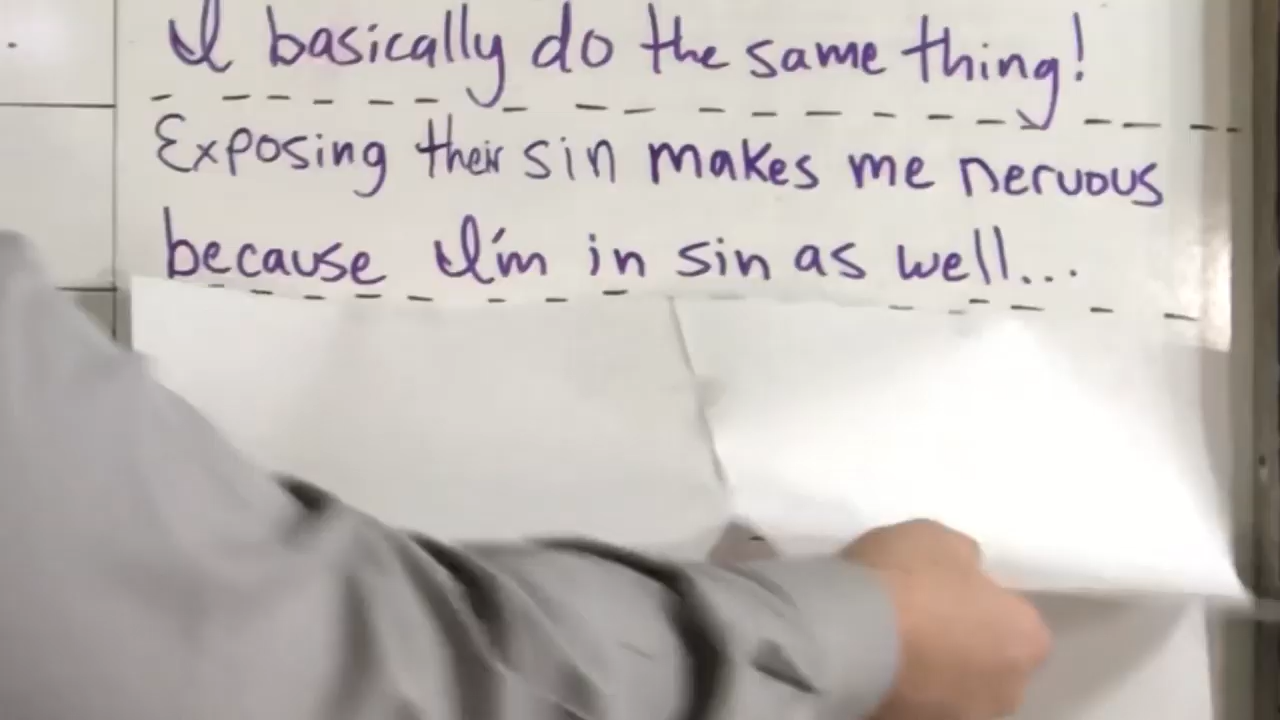 I basically do the same thing!
Exposing their sin makes me nervous
because I'm in sin as well...